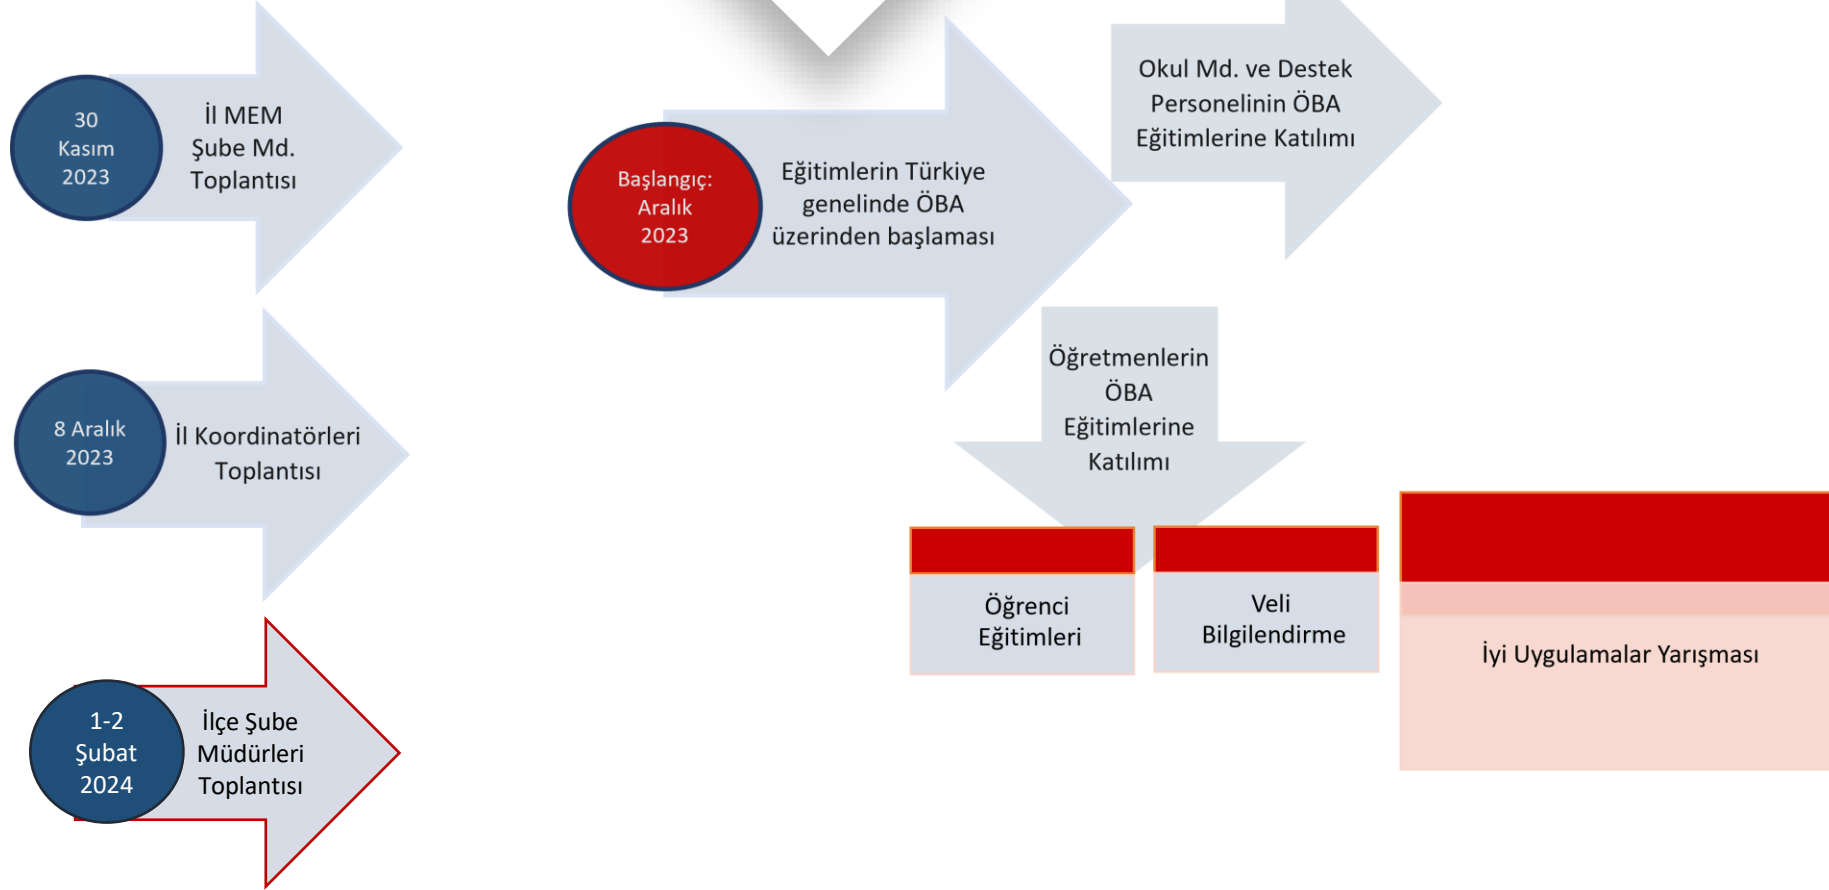 30
Kasım
2023
İl MEM
Şube Md.
Toplantısı
8 Aralık
2023
İl Koordinatörleri
Toplantısı
1-2
Şubat
2024
İlçe Şube
Müdürleri
Toplantısı
Başlangıç:
Aralık
2023
Eğitimlerin Türkiye
genelinde ÖBA
üzerinden başlaması
Okul Md. ve Destek
Personelinin ÖBA
Eğitimlerine Katılımı
Öğretmenlerin
ÖBA
Eğitimlerine
Katılımı
Öğrenci
Eğitimleri
Veli
Bilgilendirme
İyi Uygulamalar Yarışması